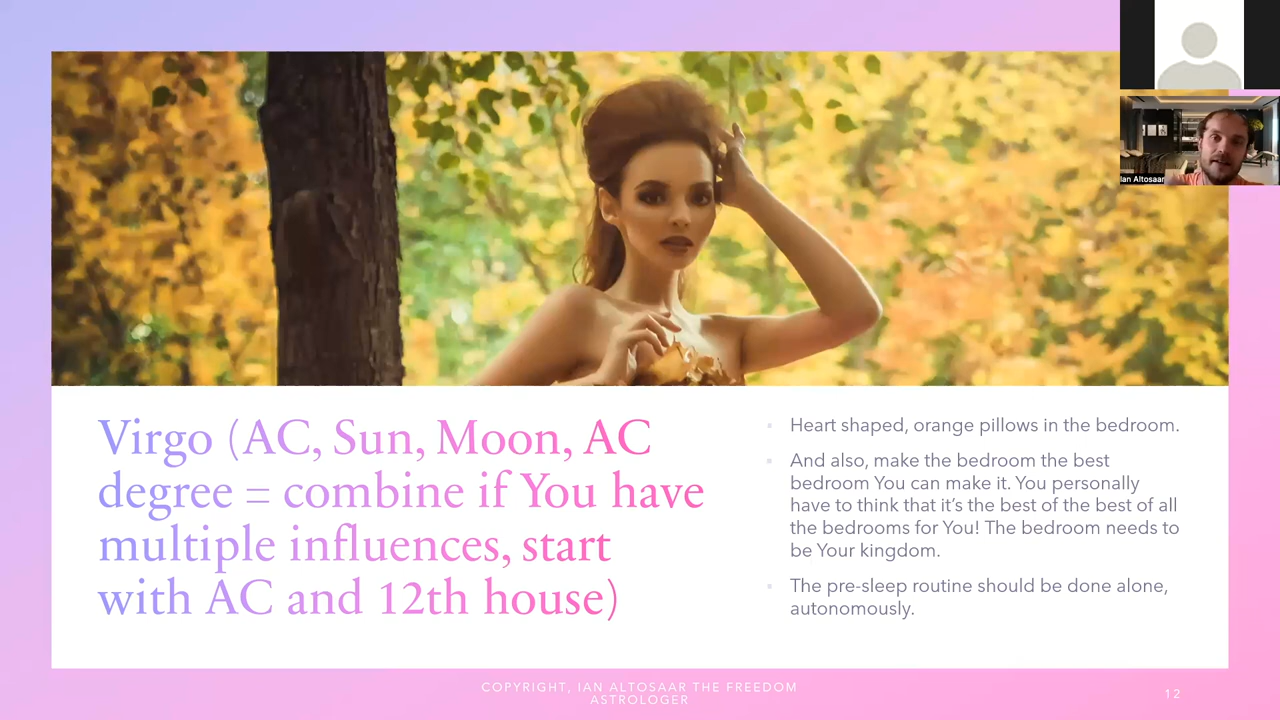 Ian Altosaar
Virgo (AC, Sun, Moon, AC
degree = combine if You have
multiple influences, start
with AC and 12th house)
Heart shaped, orange pillows in the bedroom.
And also, make the bedroom the best
bedroom You can make it. You personally
have to think that it's the best of the best of all
the bedrooms for You! The bedroom needs to
be Your kingdom.
The pre-sleep routine should be done alone,
autonomously.
COPYRIGHT, IAN ALTOSAAR THE FREEDOM
ASTROLOGER
12